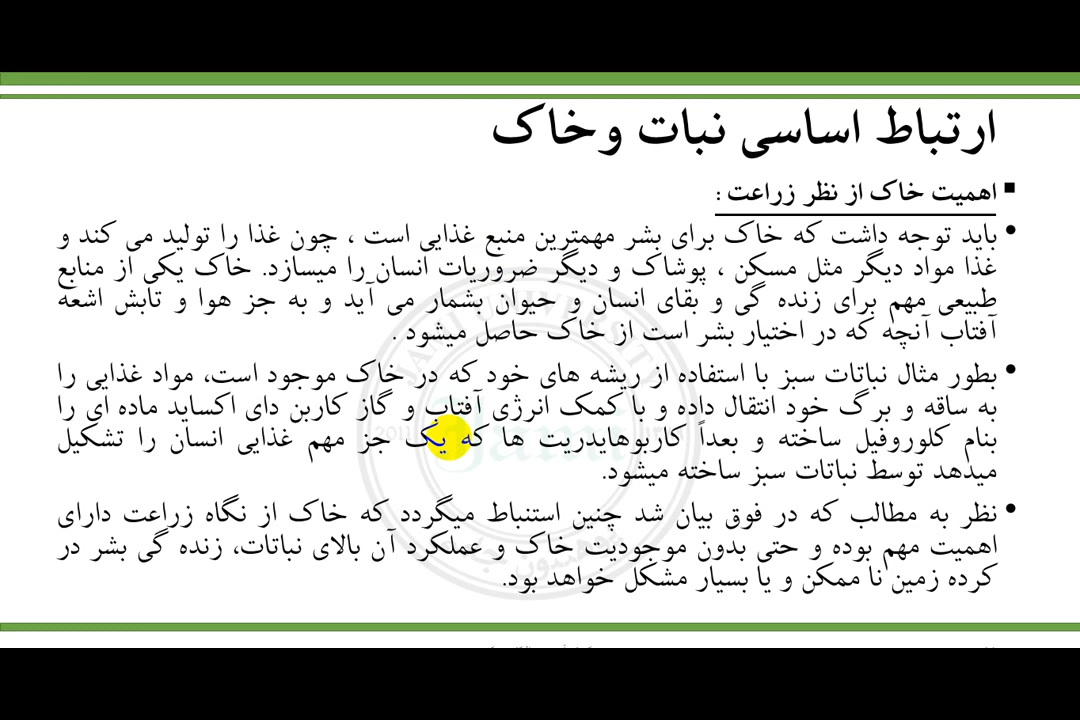 ارتباط اساسی نبات وخاک
▪ اهمیت خاک از نظر زراعت :
• باید توجه داشت که خاک برای بشر مهمترین منبع غذایی است ، چون غذا را تولید می کند و
غذا مواد دیگر مثل مسکن ، پوشاک و دیگر ضروریات انسان را میسازد. خاک یکی از منابع
طبیعی مهم برای زنده گی و بقای انسان و حیوان بشمار می آید و به جز هوا و تابش اشعه
آفتاب آنچه که در اختیار بشر است از خاک حاصل میشود .
• بطور مثال نباتات سبز با استفاده از ریشه های خود که در خاک موجود است، مواد غذایی را
به ساقه و برگ خود انتقال داده و با کمک انرژی آفتاب و گاز کاربن دای اکساید ماده ای را
بنام کلوروفیل ساخته و بعداً کاربوهایدریت ها که یک جز مهم غذایی انسان را تشکیل
میدهد توسط نباتات سبز ساخته میشود.
• نظر به مطالب که در فوق بیان شد چنین استنباط میگردد که خاک از نگاه زراعت دارای
اهمیت مهم بوده و حتی بدون موجودیت خاک و عملکرد آن بالای نباتات، زنده گی بشر در
کرده زمین نا ممکن و یا بسیار مشکل خواهد بود.
JAMI UNIVERSITY
Jami
2011